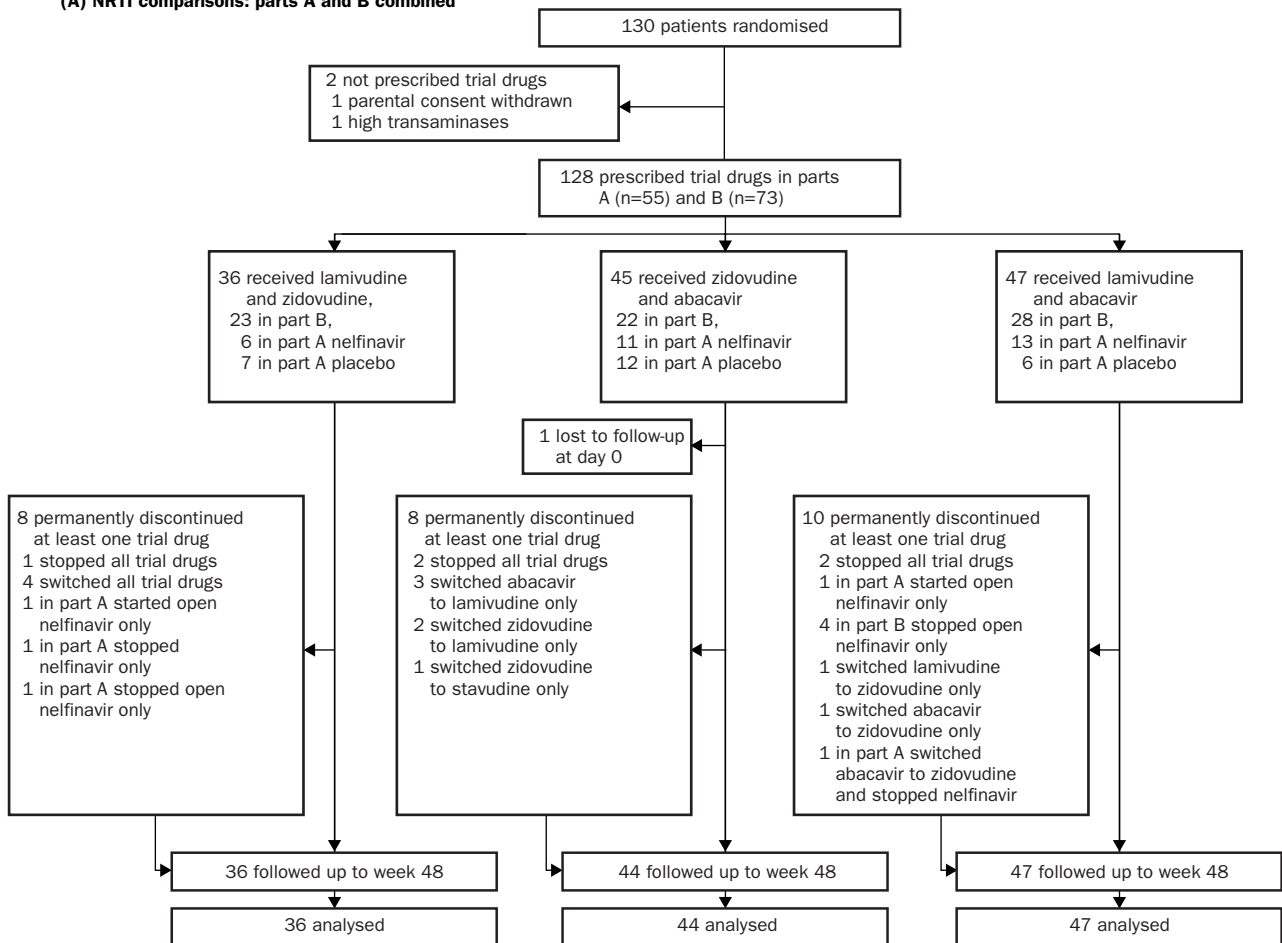 (A) NRTI comparisons: parts A and B combined
130 patients randomised
2 not prescribed trial drugs
1 parental consent withdrawn
1 high transaminases
128 prescribed trial drugs in parts
A (n=55) and B (n=73)
36 received lamivudine
and zidovudine,
23 in part B,
6 in part A nelfinavir
7 in part A placebo
45 received zidovudine
and abacavir
22 in part B,
11 in part A nelfinavir
12 in part A placebo
47 received lamivudine
and abacavir
28 in part B,
13 in part A nelfinavir
6 in part A placebo
1 lost to follow-up
at day 0
8 permanently discontinued
at least one trial drug
1 stopped all trial drugs
4 switched all trial drugs
1 in part A started open
nelfinavir only
1 in part A stopped
nelfinavir only
1 in part A stopped open
nelfinavir only
8 permanently discontinued
at least one trial drug
2 stopped all trial drugs
3 switched abacavir
to lamivudine only
2 switched zidovudine
to lamivudine only
1 switched zidovudine
to stavudine only
10 permanently discontinued
at least one trial drug
2 stopped all trial drugs
1 in part A started open
nelfinavir only
4 in part B stopped open
nelfinavir only
1 switched lamivudine
to zidovudine only
1 switched abacavir
to zidovudine only
1 in part A switched
abacavir to zidovudine
and stopped nelfinavir
36 followed up to week 48
44 followed up to week 48
47 followed up to week 48
36 analysed
44 analysed
47 analysed